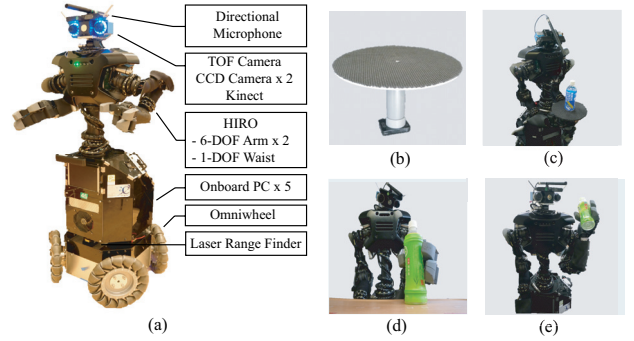 Directional
Microphone
TOF Camera
CCD Camera x 2
Kinect
HIRO
- 6-DOF Arm x 2
- 1-DOF Waist
Onboard PC x 5
Omniwheel
Laser Range Finder
(a)
(b)
(c)
(d)
(e)